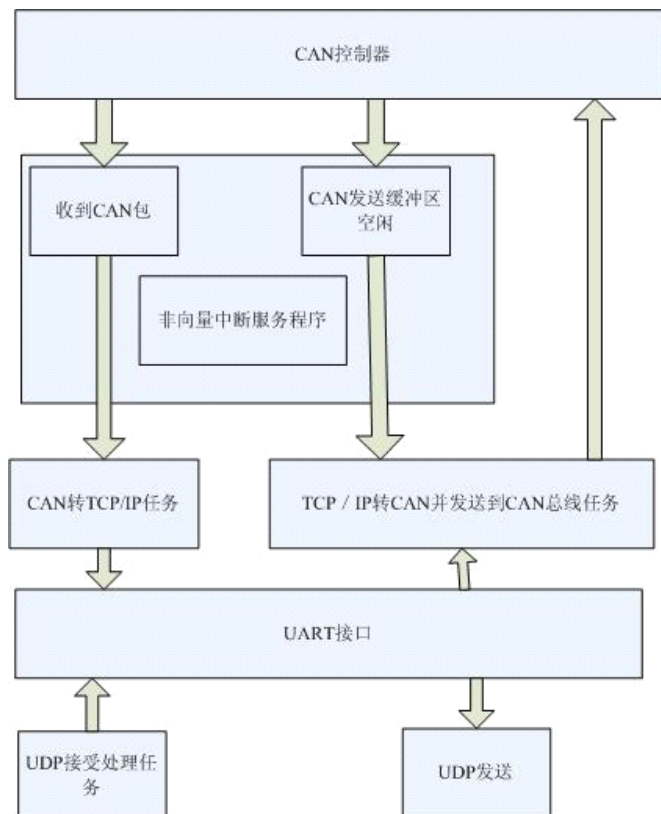 CAN控制器
收到CAN包
CAN发送缓冲区
空闲
非向量中断服务程序
CAN转TCP/IP任务
TCP / IP转CAN并发送到CAN总线任务
UART接口
UDP接受处理任
务
UDP发送